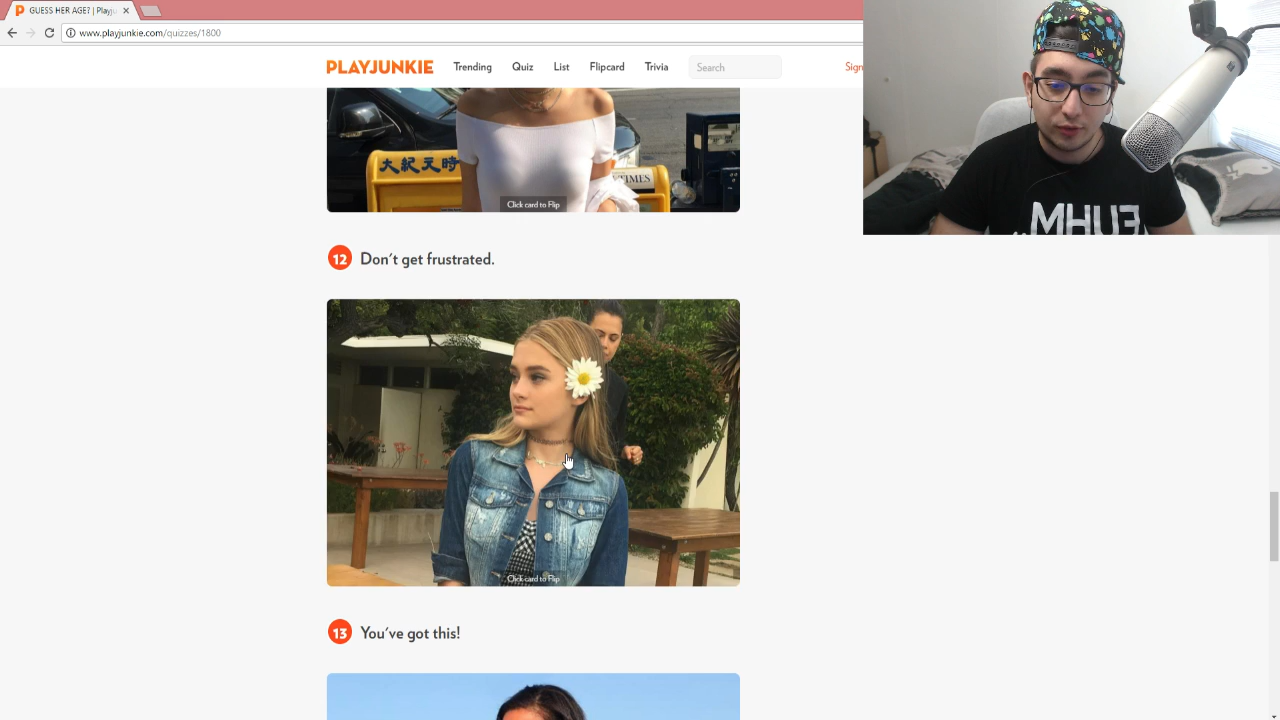 GUESS HER AGE? | Playju
www.playjunkie.com/quizzes/1800
PLAYJUNKIE Trending Quiz List Flipcard Trivia Search Sign
大紀元時
TIMES
Click card to Flip
12 Don't get frustrated.
Click card to Flip
13 You've got this!